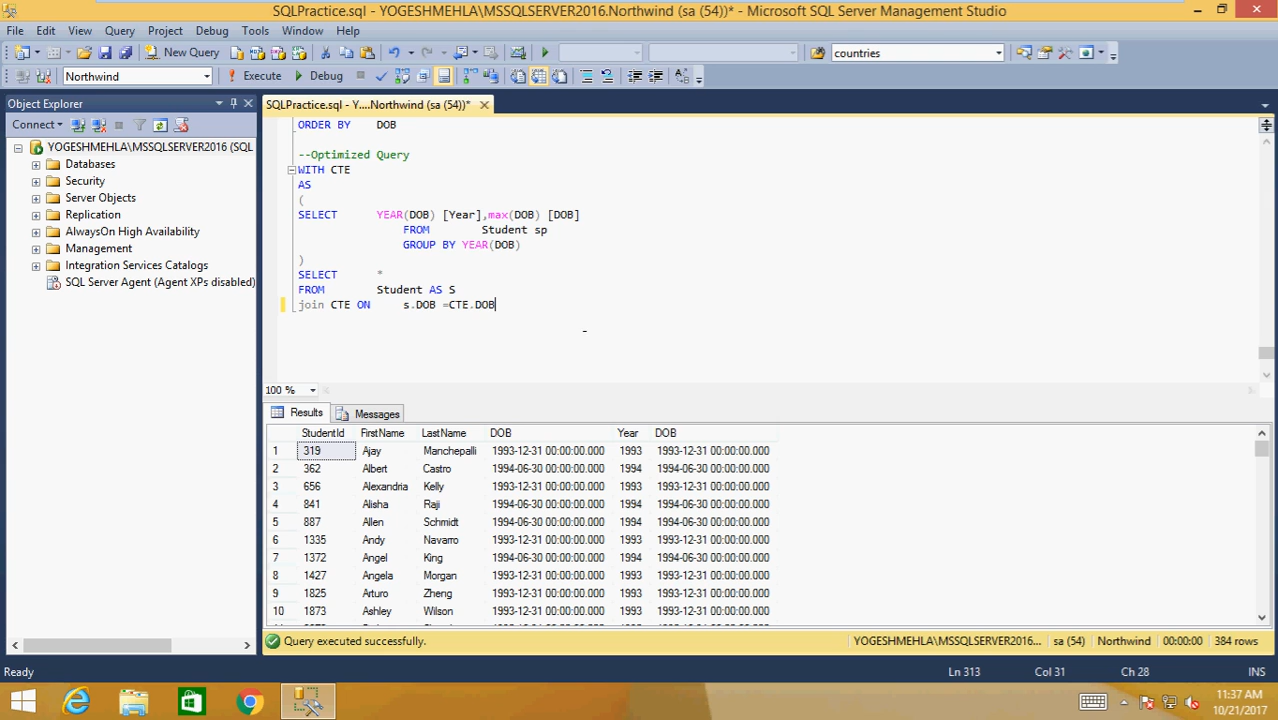 SQLPractice.sql - YOGESHMEHLA\MSSQLSERVER2016.Northwind (sa (54))* - Microsoft SQL Server Management Studio
File Edit View Query Project Debug Tools Window Help
New Query countries
Northwind Execute Debug
Object Explorer
SQLPractice.sql - Y....Northwind (sa (54))*
Connect
YOGESHMEHLA\MSSQLSERVER2016 (SQL
Databases
Security
Server Objects
Replication
AlwaysOn High Availability
Management
Integration Services Catalogs
SQL Server Agent (Agent XPs disabled)
ORDER BY DOB
--Optimized Query
WITH CTE
AS
(
SELECT YEAR(DOB) [Year],max(DOB) [DOB]
FROM Student sp
GROUP BY YEAR(DOB)
)
SELECT *
FROM Student AS S
join CTE ON s.DOB =CTE.DOB
100 %
Results Messages
StudentId FirstName LastName DOB Year DOB
1 319 Ajay Manchepalli 1993-12-31 00:00:00.000 1993 1993-12-31 00:00:00.000
2 362 Albert Castro 1994-06-30 00:00:00.000 1994 1994-06-30 00:00:00.000
3 656 Alexandria Kelly 1993-12-31 00:00:00.000 1993 1993-12-31 00:00:00.000
4 841 Alisha Raji 1994-06-30 00:00:00.000 1994 1994-06-30 00:00:00.000
5 887 Allen Schmidt 1994-06-30 00:00:00.000 1994 1994-06-30 00:00:00.000
6 1335 Andy Navarro 1993-12-31 00:00:00.000 1993 1993-12-31 00:00:00.000
7 1372 Angel King 1994-06-30 00:00:00.000 1994 1994-06-30 00:00:00.000
8 1427 Angela Morgan 1993-12-31 00:00:00.000 1993 1993-12-31 00:00:00.000
9 1825 Arturo Zheng 1993-12-31 00:00:00.000 1993 1993-12-31 00:00:00.000
10 1873 Ashley Wilson 1993-12-31 00:00:00.000 1993 1993-12-31 00:00:00.000
Query executed successfully. YOGESHMEHLA\MSSQLSERVER2016... sa (54) Northwind 00:00:00 384 rows
Ready Ln 313 Col 31 Ch 28 INS
11:37 AM
10/21/2017